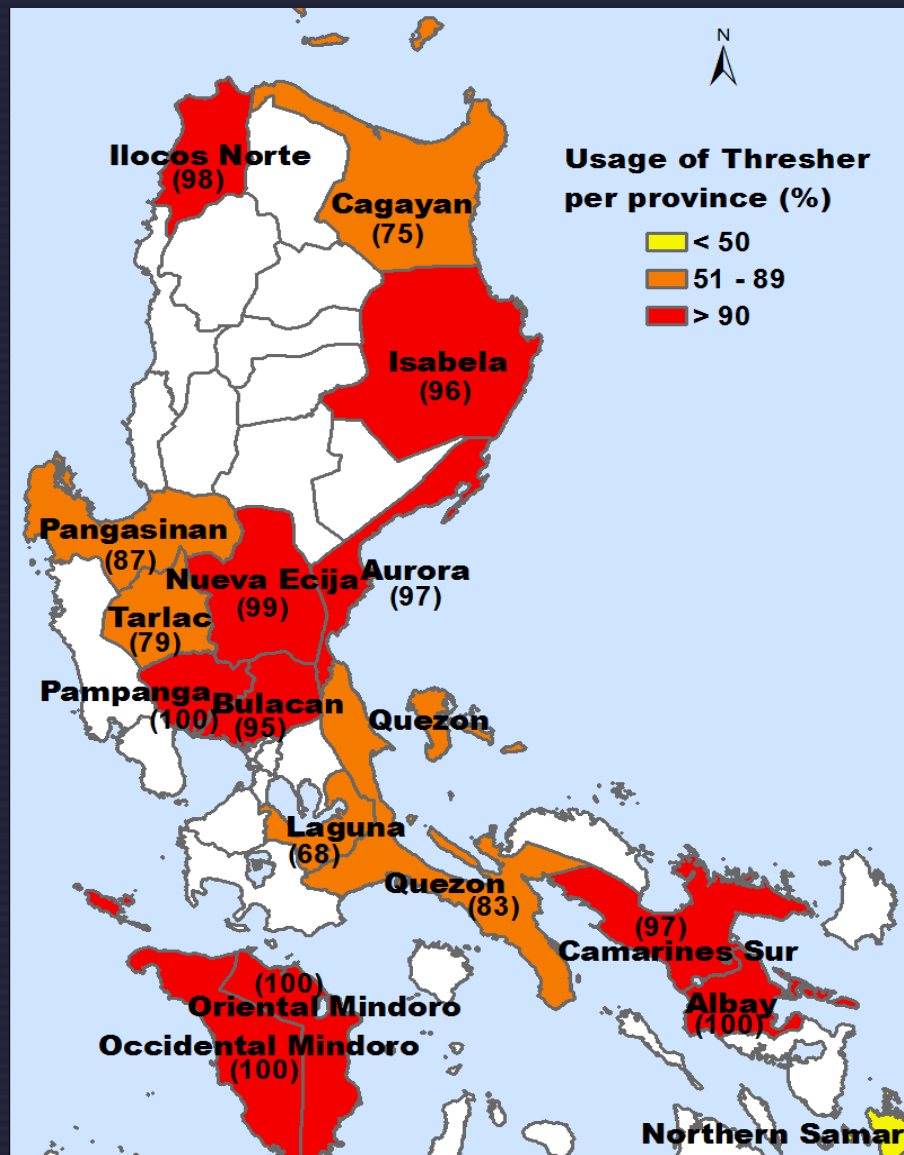 N
Usage of Thresher
per province (%)
< 50
51 - 89
> 90
Ilocos Norte
(98)
Cagayan
(75)
Isabela
(96)
Pangasinan
(87)
Nueva Ecija
(99)
Aurora
(97)
Tarlac
(79)
Pampanga
(100)
Bulacan
(95)
Quezon
Laguna
(68)
Quezon
(83)
(97)
Camarines Sur
(100)
Oriental Mindoro
Albay
(100)
Occidental Mindoro
(100)
Northern Samar